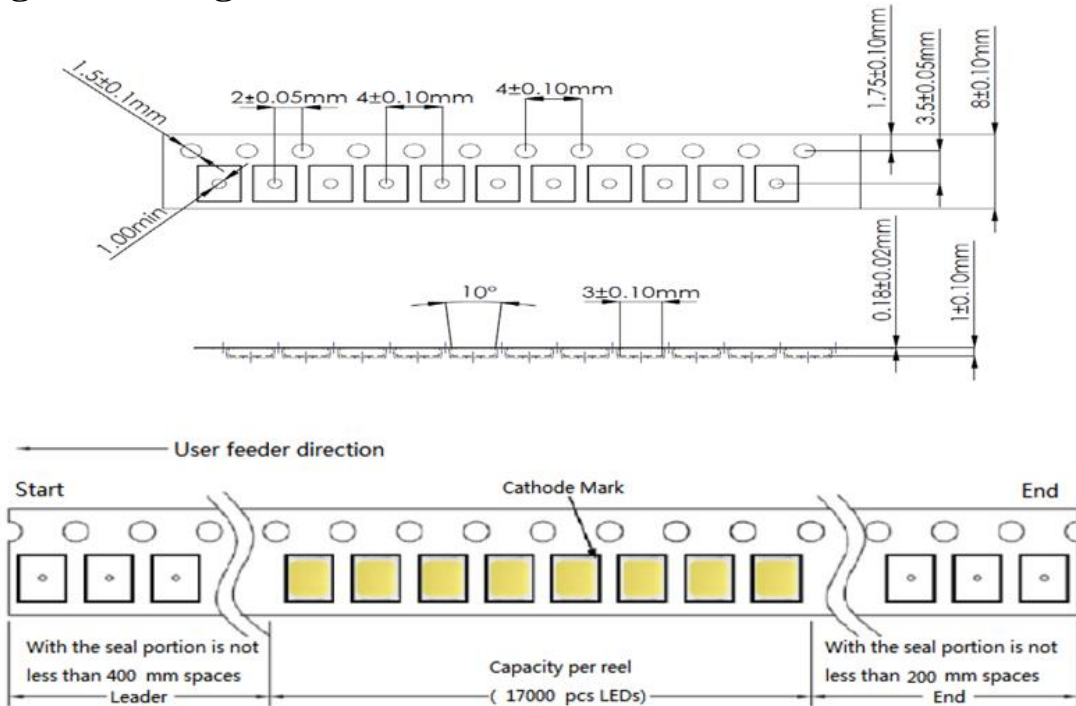 1.5±0.1mm
2±0.05mm
4±0.10mm
4±0.10mm
1.75±0.10mm
3.5±0.05mm
8±0.10mm
1.00min
10°
3±0.10mm
0.18±0.02mm
1±0.10mm
User feeder direction
Start
Cathode Mark
End
With the seal portion is not
less than 400 mm spaces
Leader
Capacity per reel
( 17000 pcs LEDs)
With the seal portion is not
less than 200 mm spaces
End